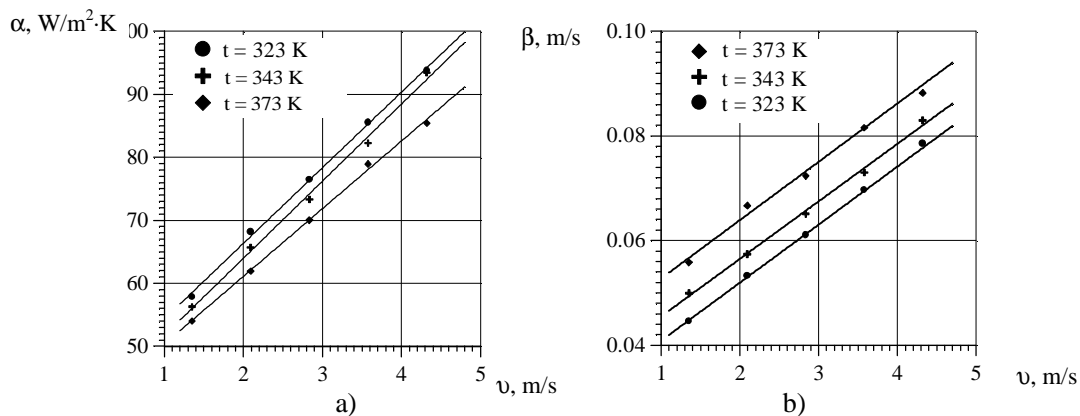 α, W/m²·K
00
90
80
70
60
50
t = 323 K
t = 343 K
t = 373 K
1 2 3 4 5
υ, m/s
a)
β, m/s
0.10
0.08
0.06
0.04
t = 373 K
t = 343 K
t = 323 K
1 2 3 4 5
υ, m/s
b)